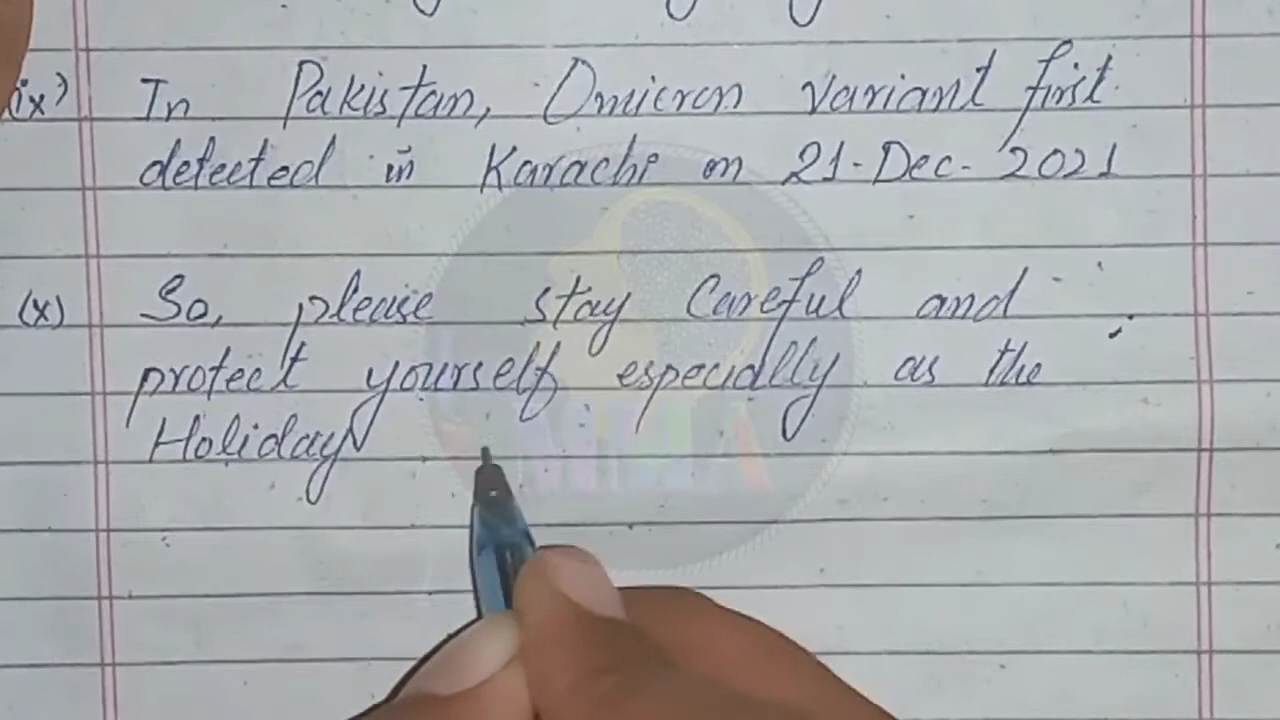 ix) In Pakistan, Omicron variant first
detected in Karachi on 21-Dec-2021
(x) So, please stay Careful and
protect yourself especially as the
Holiday